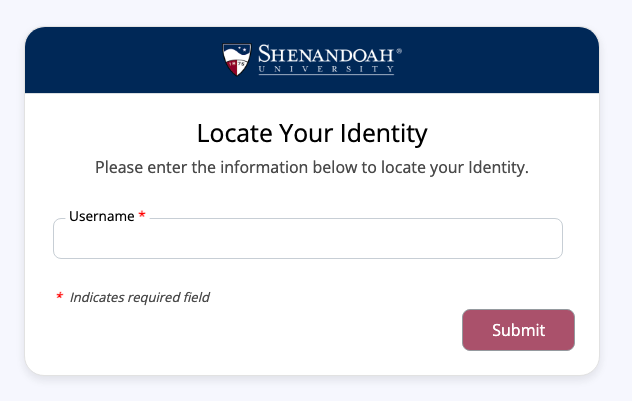 SHENANDOAH®
UNIVERSITY
Locate Your Identity
Please enter the information below to locate your Identity.
Username *
* Indicates required field
Submit